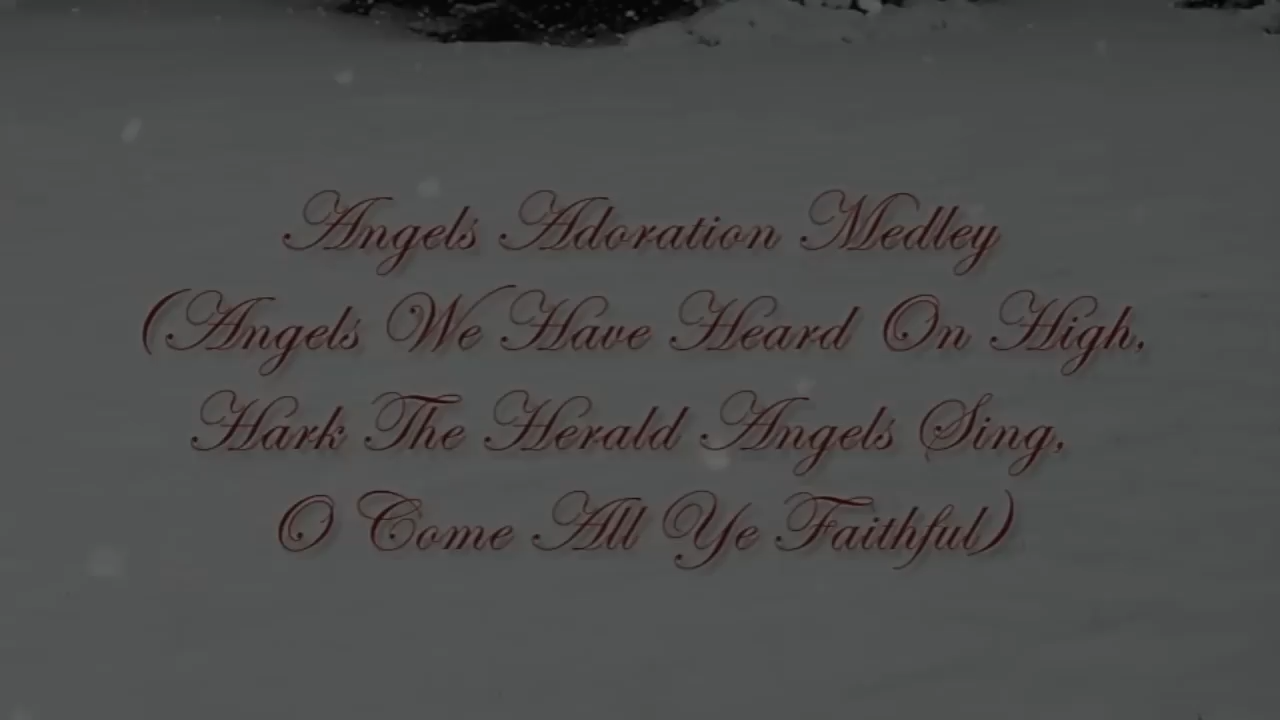 Angels Adoration Medley
(Angels We Have Heard On High,
Hark The Herald Angels Sing,
O Come All Ye Faithful)